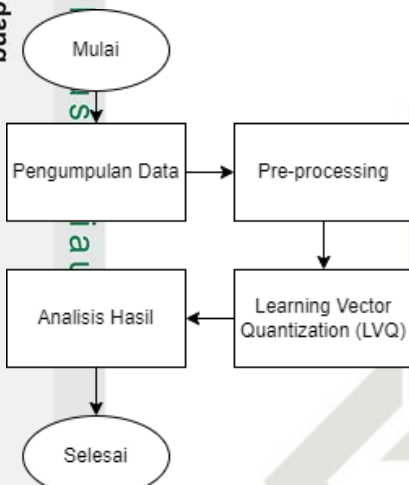 Mulai
Pengumpulan Data
Pre-processing
Learning Vector
Quantization (LVQ)
Analisis Hasil
Selesai